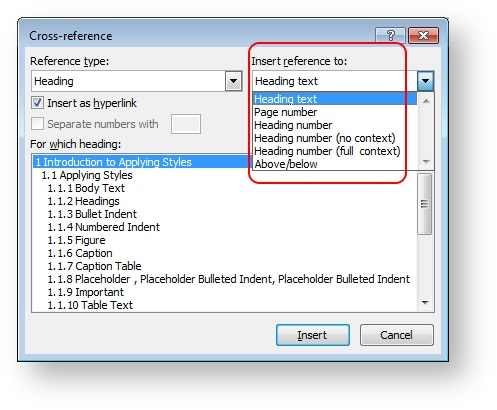 Cross-reference
Reference type:
Insert reference to:
Heading
Heading text
Insert as hyperlink
Separate numbers with
Heading text
Page number
Heading number
Heading number (no context)
Heading number (full context)
Above/below
For which heading:
1 Introduction to Applying Styles
1.1 Applying Styles
1.1.1 Body Text
1.1.2 Headings
1.1.3 Bullet Indent
1.1.4 Numbered Indent
1.1.5 Figure
1.1.6 Caption
1.1.7 Caption Table
1.1.8 Placeholder , Placeholder Bulleted Indent, Placeholder Bulleted Indent
1.1.9 Important
1.1.10 Table Text
Insert
Cancel